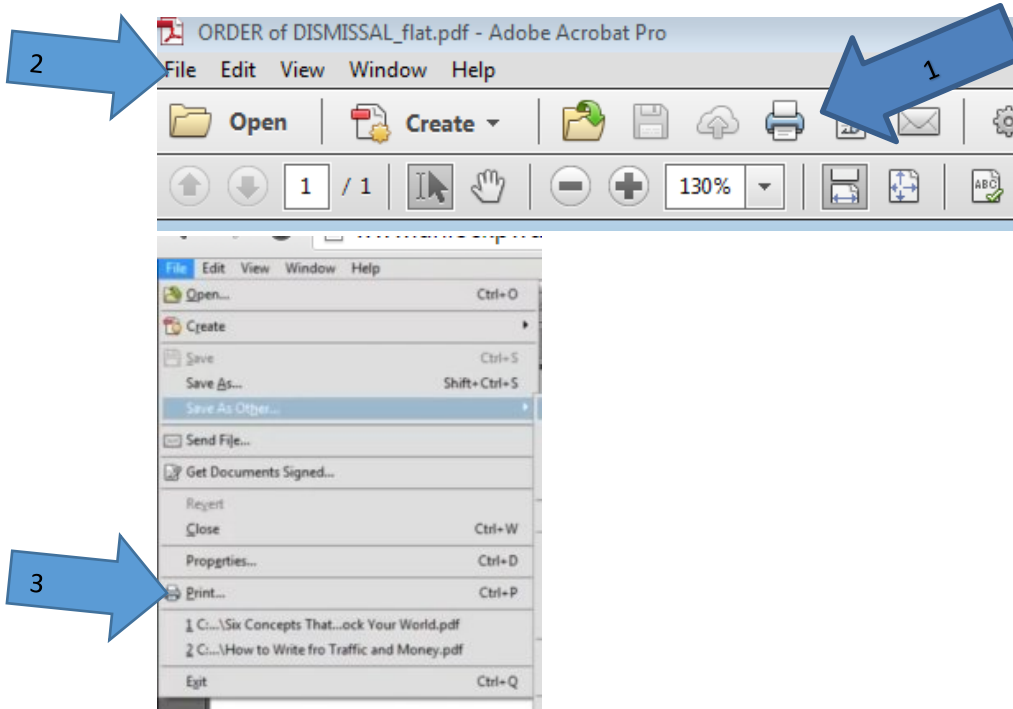 ORDER of DISMISSAL_flat.pdf - Adobe Acrobat Pro
2
File Edit View Window Help
1
Open Create
1 / 1 130% ABC
File Edit View Window Help
Open... Ctrl+O
Create
Save Ctrl+S
Save As... Shift+Ctrl+S
Save As Other...
Send File...
Get Documents Signed...
Revert
Close Ctrl+W
Properties... Ctrl+D
3
Print... Ctrl+P
1 C:...\Six Concepts That...ock Your World.pdf
2 C:...\How to Write fro Traffic and Money.pdf
Exit Ctrl+Q